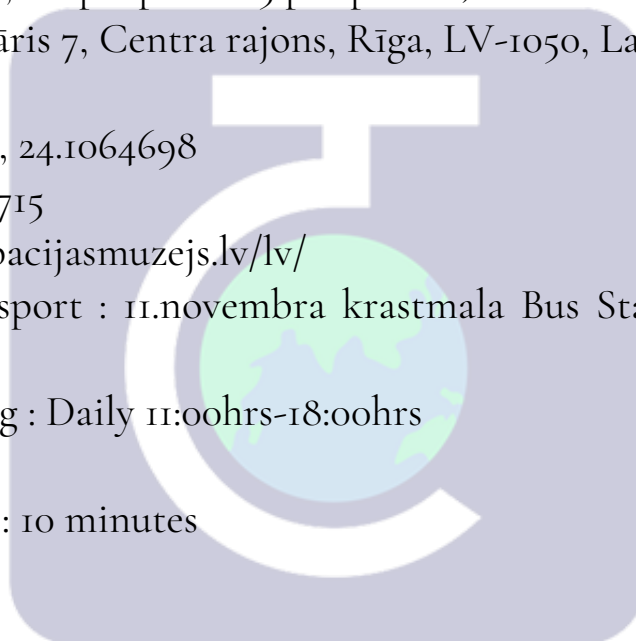 āris 7, Centra rajons, Rīga, LV-1050, La
, 24.1064698
715
pacijasmuzejs.lv/lv/
sport : 11.novembra krastmala Bus Sta
g : Daily 11:00hrs-18:00hrs
: 10 minutes